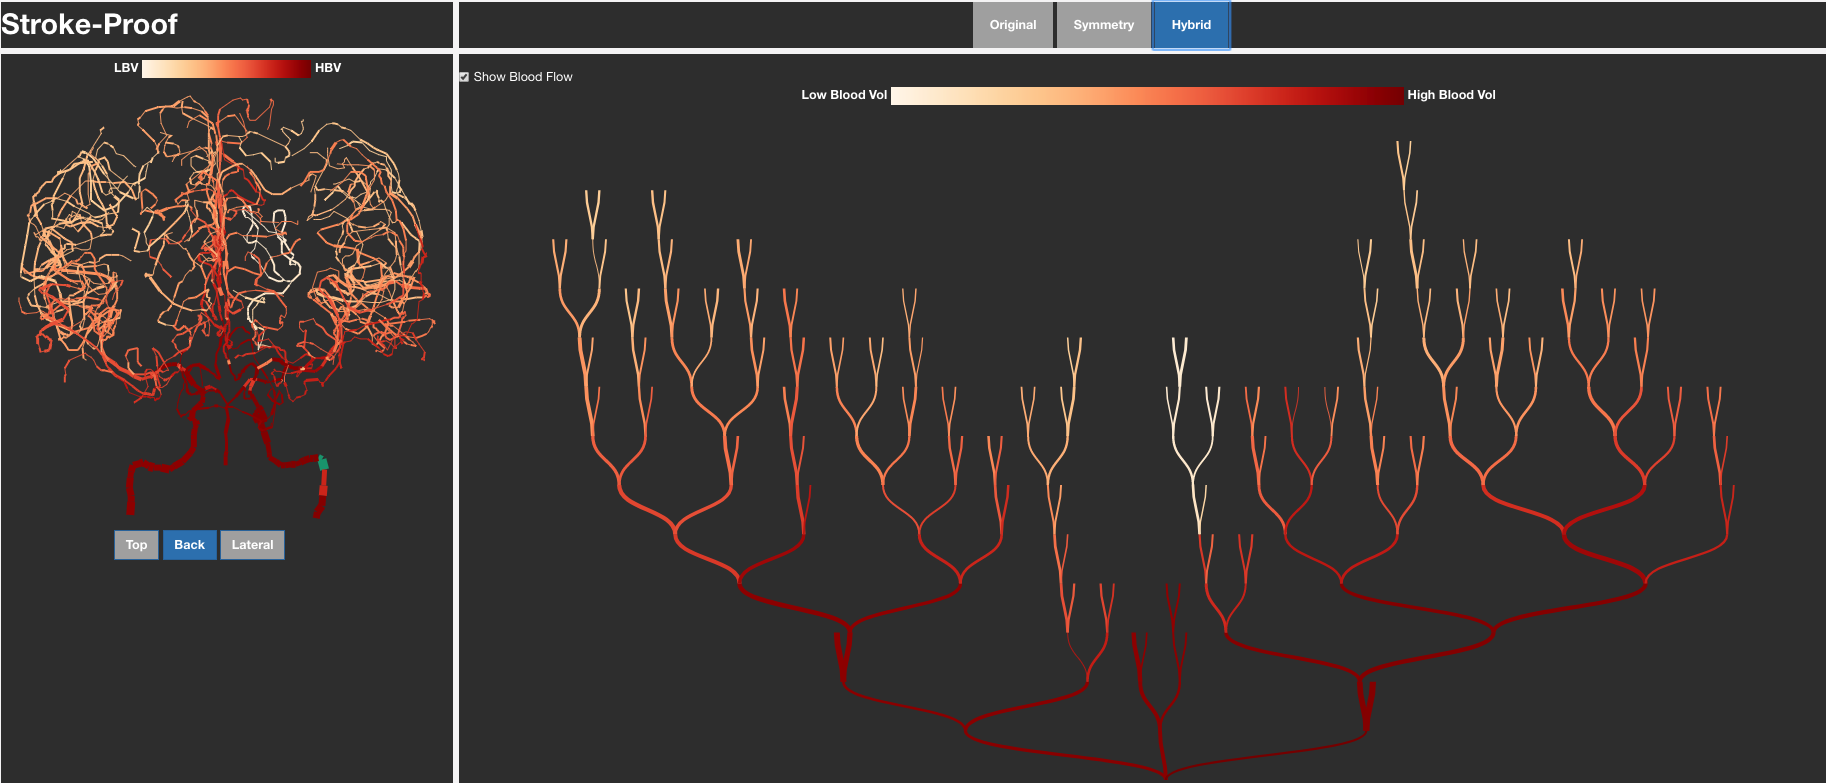 Stroke-Proof
Original Symmetry Hybrid
LBV HBV
Show Blood Flow
Low Blood Vol High Blood Vol
Top Back Lateral